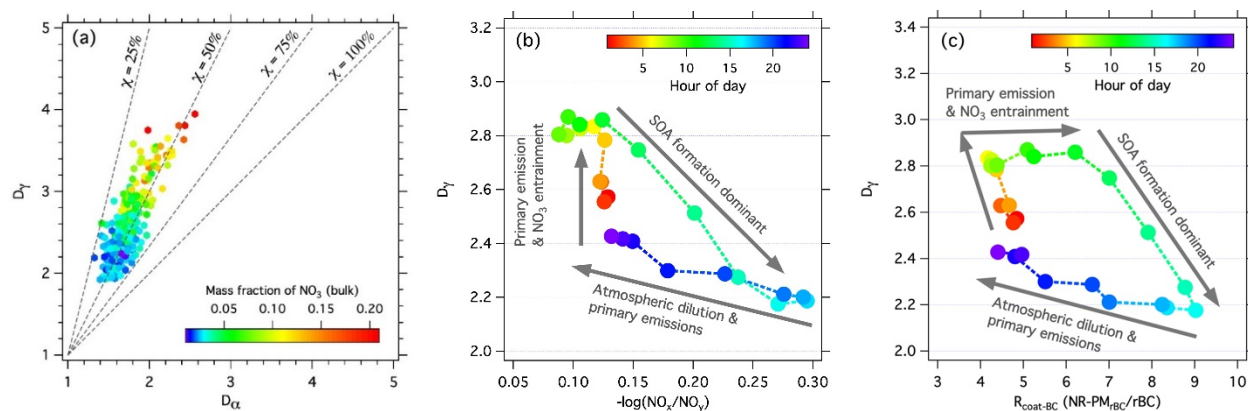 (a)
5
4
3
2
1
Dγ
χ = 25%
χ = 50%
χ = 75%
χ = 100%
Mass fraction of NO3 (bulk)
0.05 0.10 0.15 0.20
1 2 3 4 5
Dα
(b)
3.2
3.0
2.8
2.6
2.4
2.2
2.0
Dγ
5 10 15 20
Hour of day
Primary emission
& NO3 entrainment
SOA formation dominant
Atmospheric dilution &
primary emissions
0.05 0.10 0.15 0.20 0.25 0.30
-log(NOx/NOy)
(c)
3.4
3.2
3.0
2.8
2.6
2.4
2.2
2.0
Dγ
5 10 15 20
Hour of day
Primary emission
& NO3 entrainment
SOA formation dominant
Atmospheric dilution &
primary emissions
3 4 5 6 7 8 9 10
Rcoat-BC (NR-PMrBC/rBC)